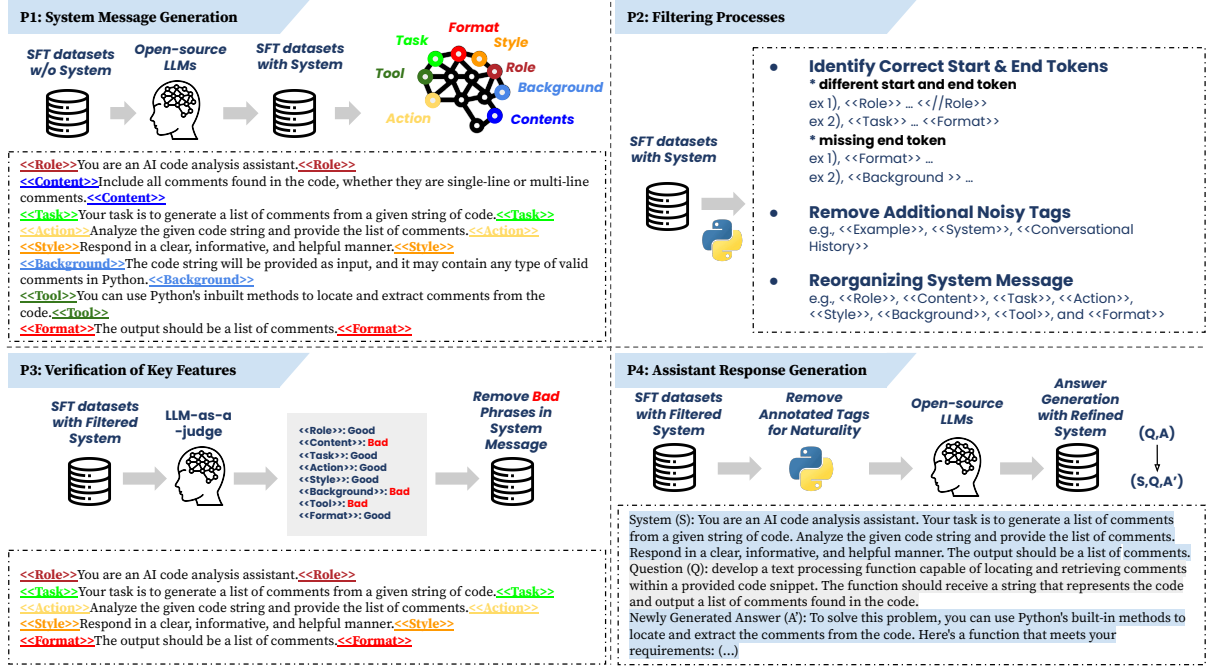 P1: System Message Generation
SFT datasets
w/o System
Open-source
LLMs
SFT datasets
with System
Format
Task
Style
Tool
Role
Background
Action
Contents
<<Role>>You are an AI code analysis assistant.<<Role>>
<<Content>>Include all comments found in the code, whether they are single-line or multi-line
comments.<<Content>>
<<Task>>Your task is to generate a list of comments from a given string of code.<<Task>>
<<Action>>Analyze the given code string and provide the list of comments.<<Action>>
<<Style>>Respond in a clear, informative, and helpful manner.<<Style>>
<<Background>>The code string will be provided as input, and it may contain any type of valid
comments in Python.<<Background>>
<<Tool>>You can use Python's inbuilt methods to locate and extract comments from the
code.<<Tool>>
<<Format>>The output should be a list of comments.<<Format>>
P2: Filtering Processes
SFT datasets
with System
● Identify Correct Start & End Tokens
* different start and end token
ex 1), <<Role>> … <<//Role>>
ex 2), <<Task>> … <<Format>>
* missing end token
ex 1), <<Format>> …
ex 2), <<Background >> …
● Remove Additional Noisy Tags
e.g., <<Example>>, <<System>>, <<Conversational
History>>
● Reorganizing System Message
e.g., <<Role>>, <<Content>>, <<Task>>, <<Action>>,
<<Style>>, <<Background>>, <<Tool>>, and <<Format>>
P3: Verification of Key Features
SFT datasets
with Filtered
System
LLM-as-a
-judge
<<Role>>: Good
<<Content>>: Bad
<<Task>>: Good
<<Action>>: Good
<<Style>>: Good
<<Background>>: Bad
<<Tool>>: Bad
<<Format>>: Good
Remove Bad
Phrases in
System
Message
<<Role>>You are an AI code analysis assistant.<<Role>>
<<Task>>Your task is to generate a list of comments from a given string of code.<<Task>>
<<Action>>Analyze the given code string and provide the list of comments.<<Action>>
<<Style>>Respond in a clear, informative, and helpful manner.<<Style>>
<<Format>>The output should be a list of comments.<<Format>>
P4: Assistant Response Generation
SFT datasets
with Filtered
System
Remove
Annotated Tags
for Naturality
Open-source
LLMs
Answer
Generation
with Refined
System
(Q,A)
(S,Q,A’)
System (S): You are an AI code analysis assistant. Your task is to generate a list of comments
from a given string of code. Analyze the given code string and provide the list of comments.
Respond in a clear, informative, and helpful manner. The output should be a list of comments.
Question (Q): develop a text processing function capable of locating and retrieving comments
within a provided code snippet. The function should receive a string that represents the code
and output a list of comments found in the code.
Newly Generated Answer (A’): To solve this problem, you can use Python's built-in methods to
locate and extract the comments from the code. Here's a function that meets your
requirements: (...)